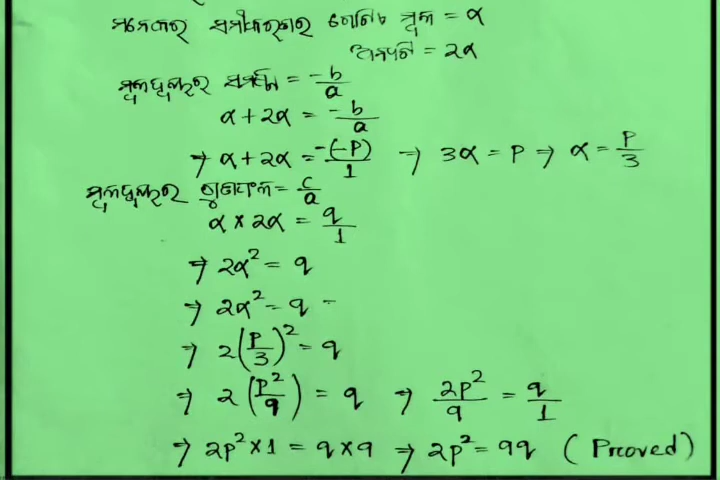 ମନେକର ସମୀକରଣର ଗୋଟିଏ ମୂଳ = α
ଅନ୍ୟଟି = 2α
ମୂଳଦ୍ୱୟର ସମଷ୍ଟି = -b/a
α + 2α = -b/a
⇒ α + 2α = -(-P)/1 ⇒ 3α = P ⇒ α = P/3
ମୂଳଦ୍ୱୟର ଗୁଣଫଳ = c/a
α × 2α = q/1
⇒ 2α² = q
⇒ 2α² = q
⇒ 2(P/3)² = q
⇒ 2(P²/9) = q ⇒ 2P²/9 = q/1
⇒ 2P² × 1 = q × 9 ⇒ 2P² = 9q (Proved)